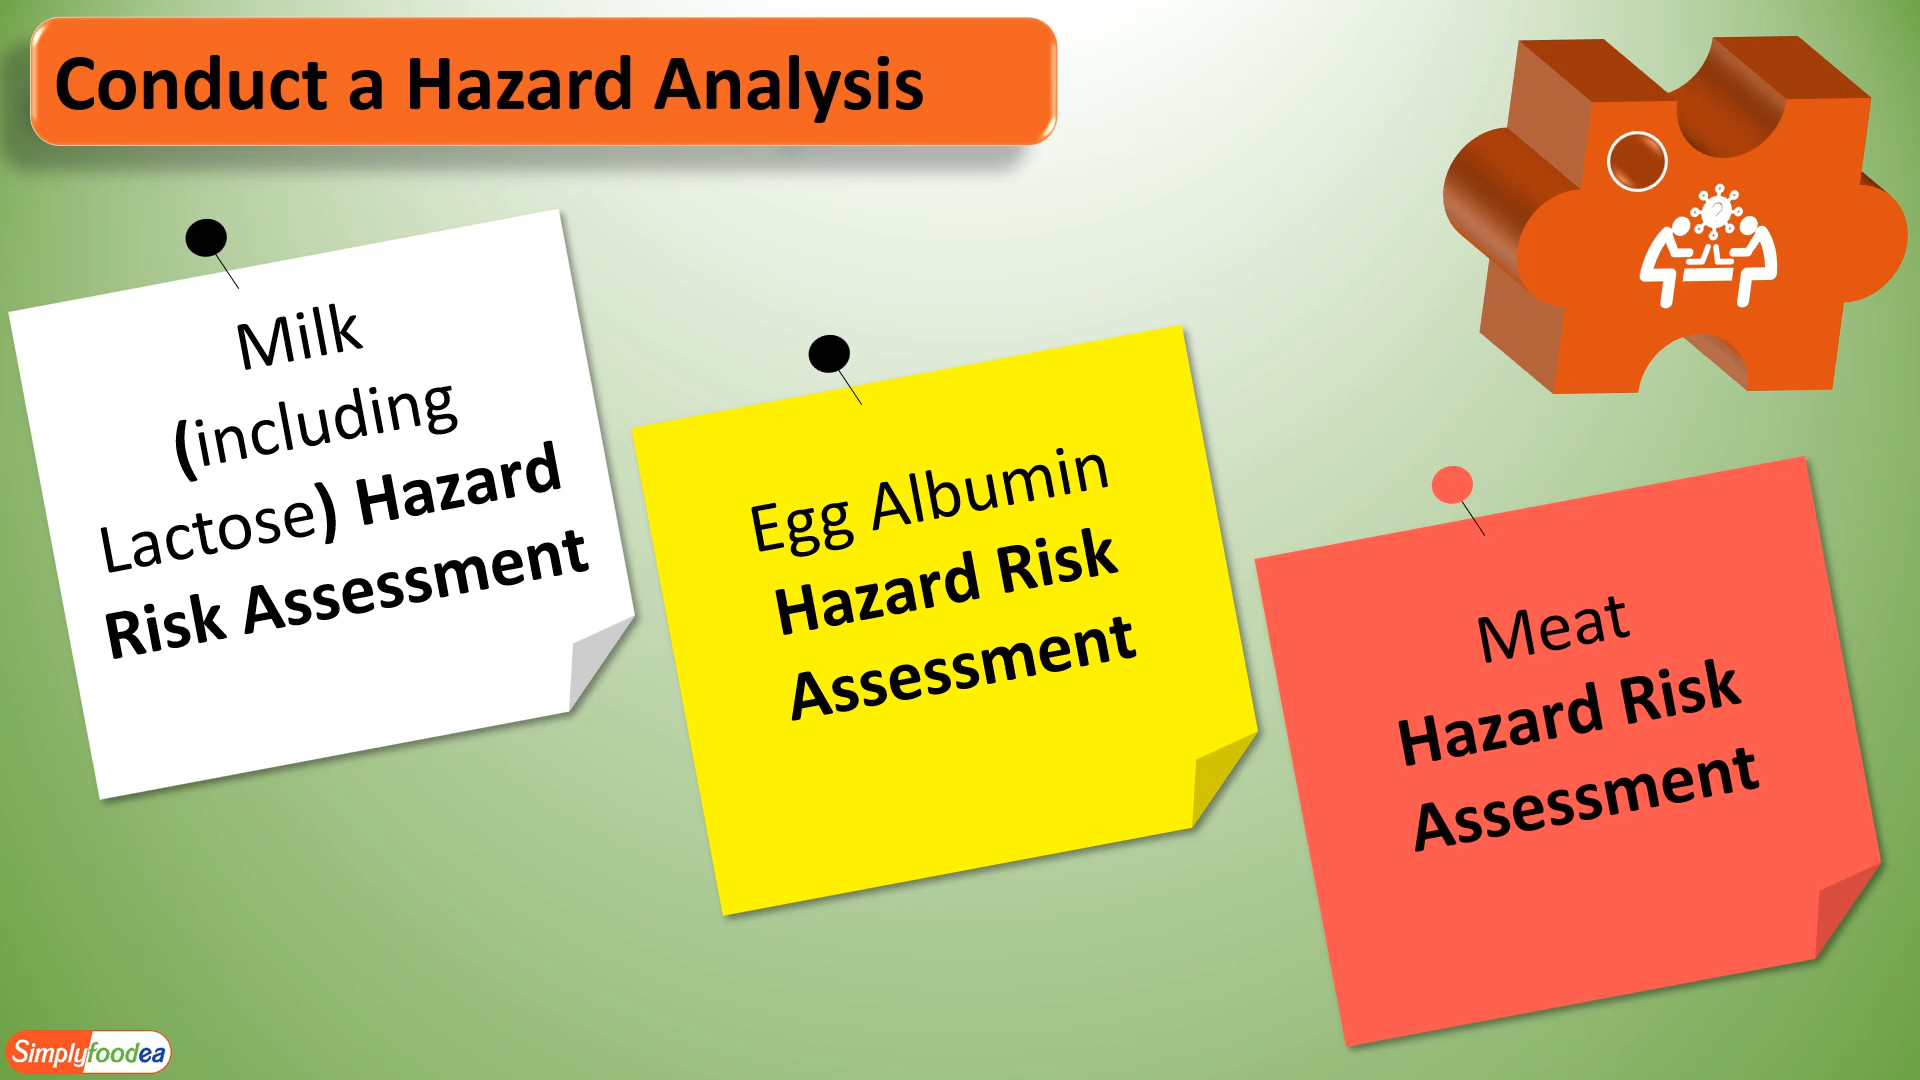 Conduct a Hazard Analysis
Milk
(including
Lactose) Hazard
Risk Assessment
Egg Albumin
Hazard Risk
Assessment
Meat
Hazard Risk
Assessment
?
Simplyfoodea